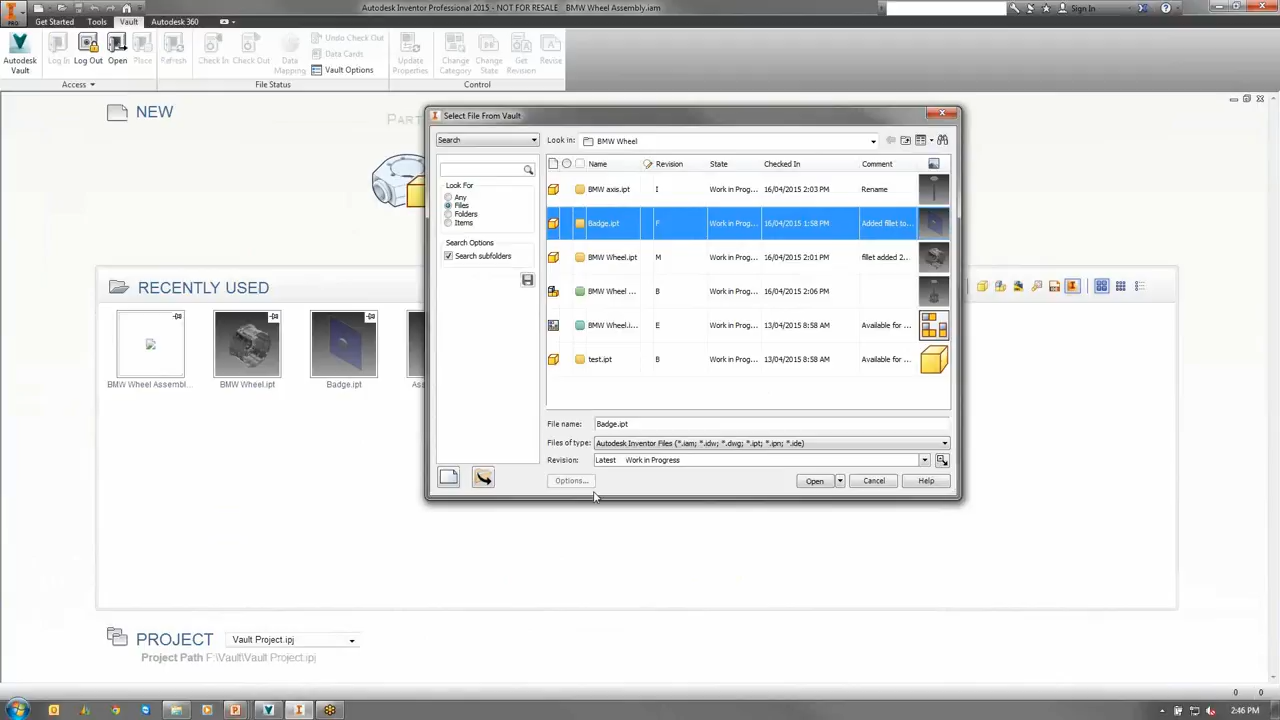 Autodesk Inventor Professional 2015 - NOT FOR RESALE BMW Wheel Assembly.iam
Sign In
PRO
Get Started Tools Vault Autodesk 360
Autodesk Vault
Log In
Log Out
Open
Place
Refresh
Check In
Check Out
Data Mapping
Undo Check Out
Data Cards
Vault Options
Update Properties
Change Category
Change State
Get Revision
Revise
Access
File Status
Control
NEW
Select File From Vault
Search
Look in: BMW Wheel
Look For
Any
Files
Folders
Items
Search Options
Search subfolders
Name Revision State Checked In Comment
BMW axis.ipt I Work in Prog... 16/04/2015 2:03 PM Rename
Badge.ipt F Work in Prog... 16/04/2015 1:58 PM Added fillet to...
BMW Wheel.ipt M Work in Prog... 16/04/2015 2:01 PM fillet added 2...
BMW Wheel ... B Work in Prog... 16/04/2015 2:06 PM
BMW Wheel.i... E Work in Prog... 13/04/2015 8:58 AM Available for ...
test.ipt B Work in Prog... 13/04/2015 8:58 AM Available for ...
File name: Badge.ipt
Files of type: Autodesk Inventor Files (*.iam; *.idw; *.dwg; *.ipt; *.ipn; *.ide)
Revision: Latest Work in Progress
Options... Open Cancel Help
RECENTLY USED
BMW Wheel Assembl...
BMW Wheel.ipt
Badge.ipt
PROJECT Vault Project.ipj
Project Path F:\Vault\Vault Project.ipj
0 0
2:46 PM